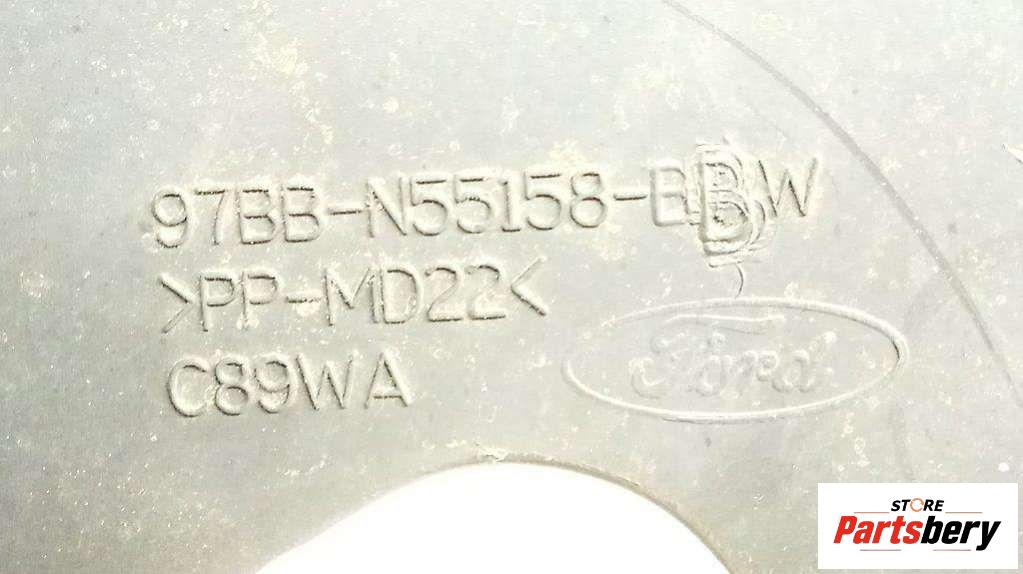 97BB-N55158-BBW
>PP-MD22<
C89WA
Ford
STORE
Partsbery